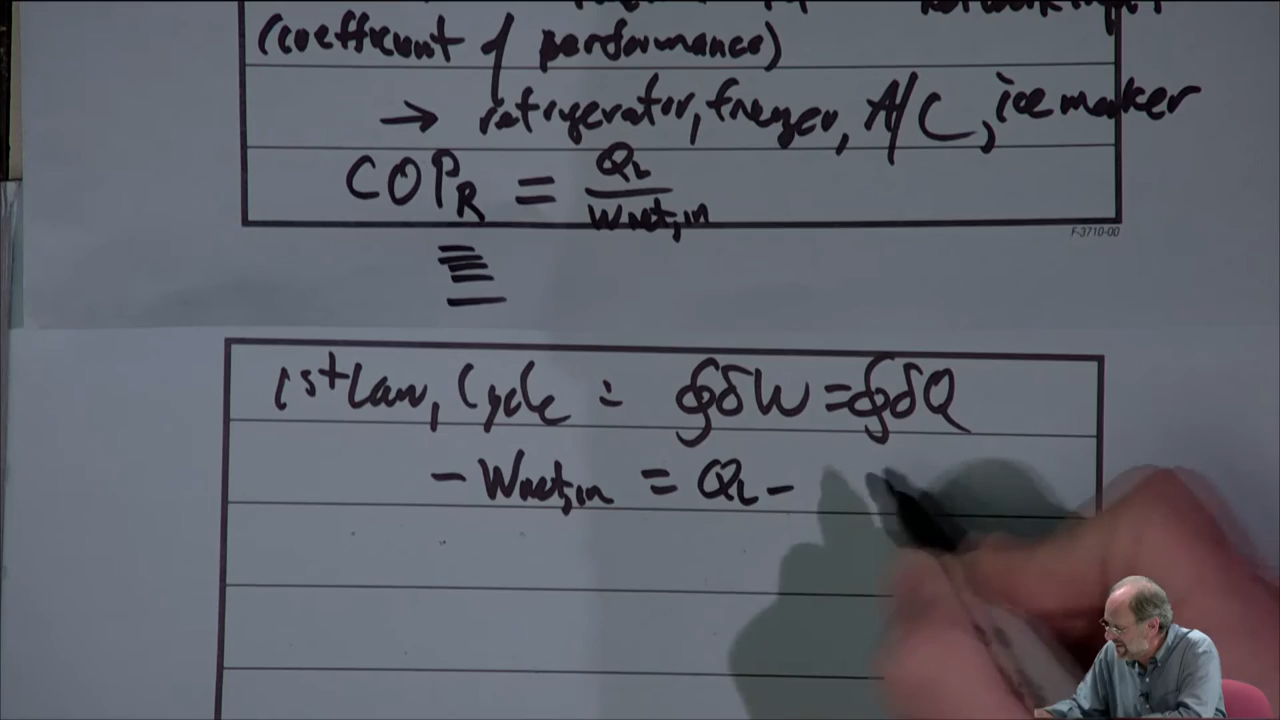 (coefficient of performance)
→ refrigerator, freezer, A/C, ice maker
COP_R = Q_L / W_net,in
F-3710-00
1st Law, Cycle : ∮δW = ∮δQ
- W_net,in = Q_L -